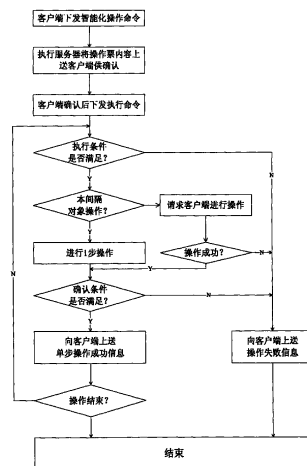 客户端下发智能化操作命令
执行服务器将操作票内容上
送客户端供确认
客户端确认后下发执行命令
执行条件
是否满足?
N
Y
本间隔
对象操作?
N
请求客户端进行操作
Y
进行1步操作
操作成功?
N
Y
N
确认条件
是否满足?
N
Y
向客户端上送
单步操作成功信息
向客户端上送
操作失败信息
操作结束?
结束